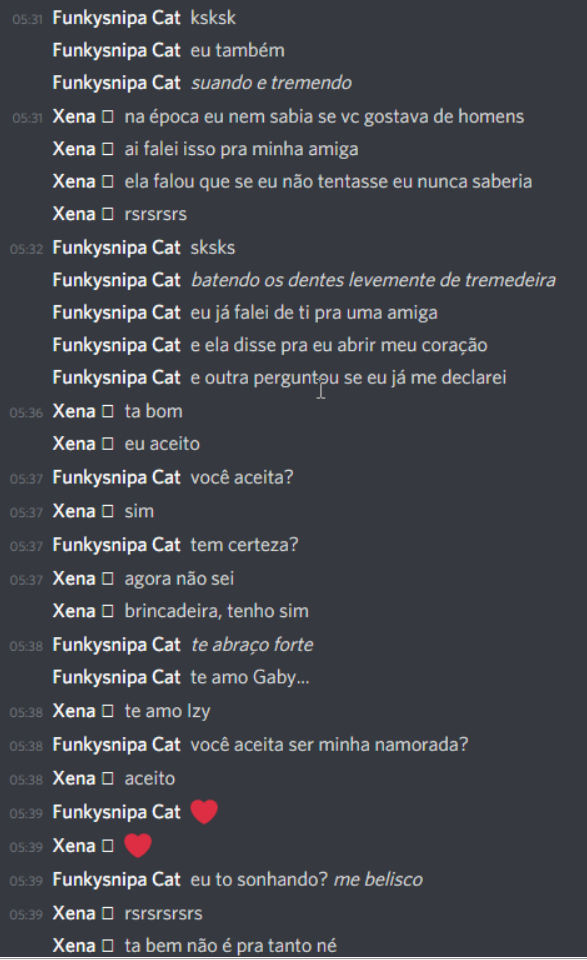 05:31 Funkysnipa Cat ksksk
Funkysnipa Cat eu também
Funkysnipa Cat suando e tremendo
05:31 Xena na época eu nem sabia se vc gostava de homens
Xena ai falei isso pra minha amiga
Xena ela falou que se eu não tentasse eu nunca saberia
Xena rsrsrsrs
05:32 Funkysnipa Cat sksks
Funkysnipa Cat batendo os dentes levemente de tremedeira
Funkysnipa Cat eu já falei de ti pra uma amiga
Funkysnipa Cat e ela disse pra eu abrir meu coração
Funkysnipa Cat e outra perguntou se eu já me declarei
05:36 Xena ta bom
Xena eu aceito
05:37 Funkysnipa Cat você aceita?
05:37 Xena sim
05:37 Funkysnipa Cat tem certeza?
05:37 Xena agora não sei
Xena brincadeira, tenho sim
05:38 Funkysnipa Cat te abraço forte
Funkysnipa Cat te amo Gaby...
05:38 Xena te amo Izy
05:38 Funkysnipa Cat você aceita ser minha namorada?
05:38 Xena aceito
05:39 Funkysnipa Cat ❤
05:39 Xena ❤
05:39 Funkysnipa Cat eu to sonhando? me belisco
05:39 Xena rsrsrsrsrs
Xena ta bem não é pra tanto né